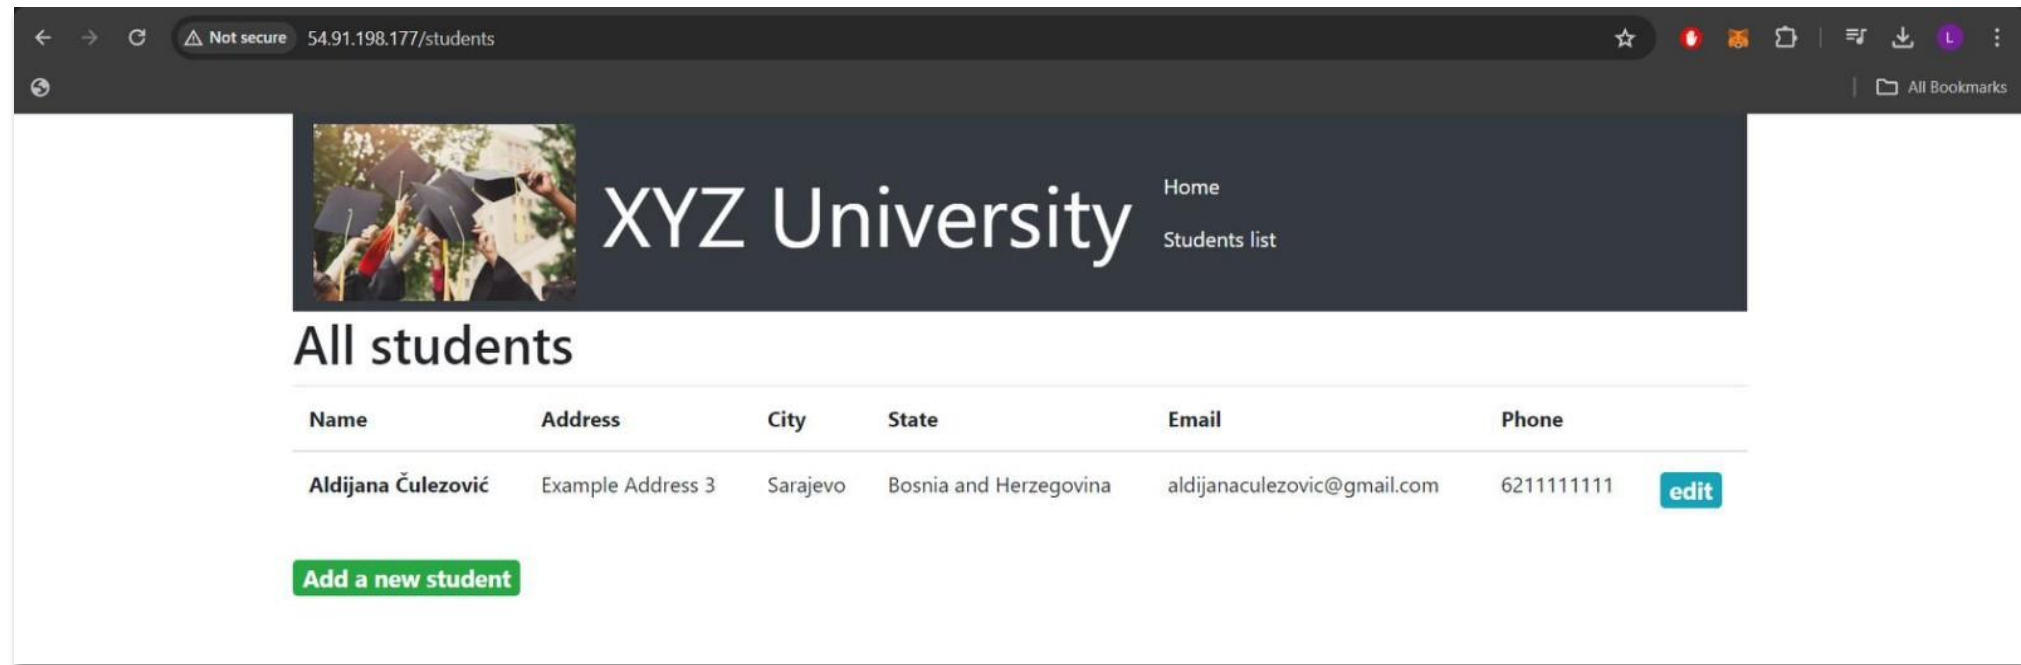 Not secure 54.91.198.177/students L
All Bookmarks
XYZ University
Home
Students list
All students
Name Address City State Email Phone
Aldijana Čulezović Example Address 3 Sarajevo Bosnia and Herzegovina aldijanaculezovic@gmail.com 6211111111 edit
Add a new student